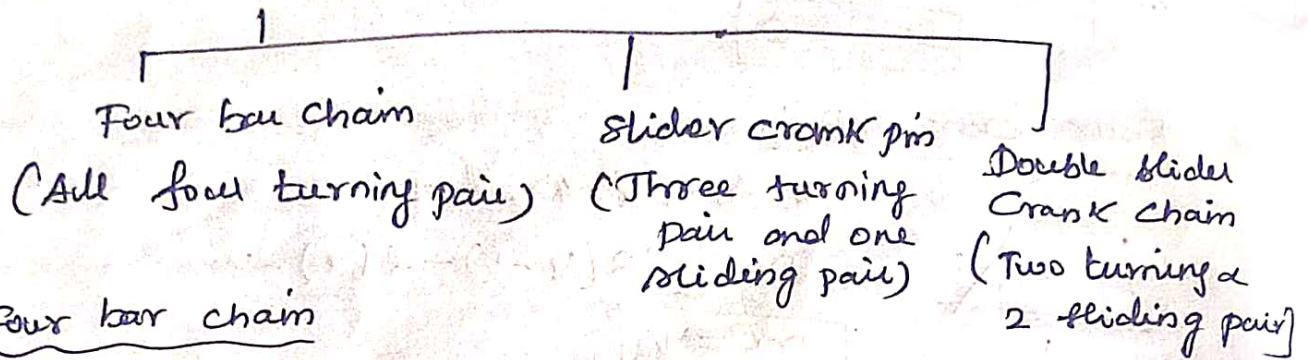 Four bar chain
(All four turning pair)
Slider crank pin
(Three turning
pair and one
sliding pair)
Double slider
Crank chain
(Two turning &
2 sliding pair)
Four bar chain